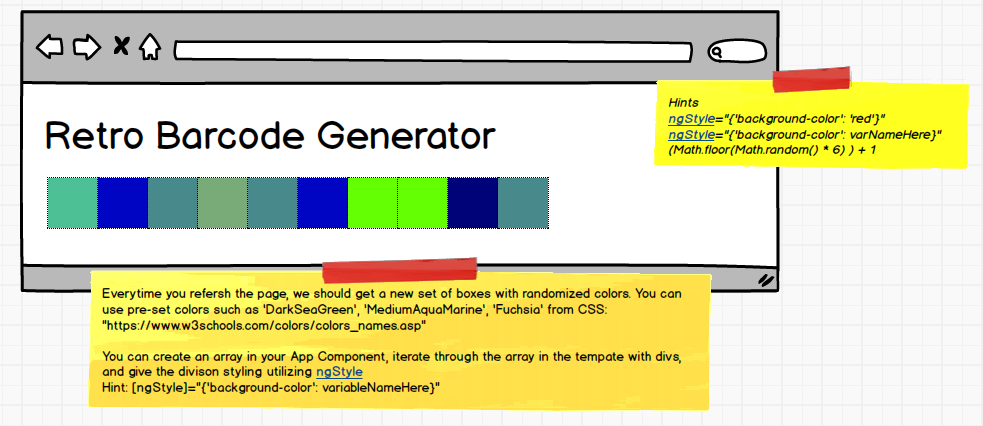 Retro Barcode Generator
Hints
ngStyle="{'background-color': 'red'}"
ngStyle="{'background-color': varNameHere}"
(Math.floor(Math.random() * 6) ) + 1
Everytime you refersh the page, we should get a new set of boxes with randomized colors. You can
use pre-set colors such as 'DarkSeaGreen', 'MediumAquaMarine', 'Fuchsia' from CSS:
"https://www.w3schools.com/colors/colors_names.asp"
You can create an array in your App Component, iterate through the array in the tempate with divs,
and give the divison styling utilizing ngStyle
Hint: [ngStyle]="{'background-color': variableNameHere}"